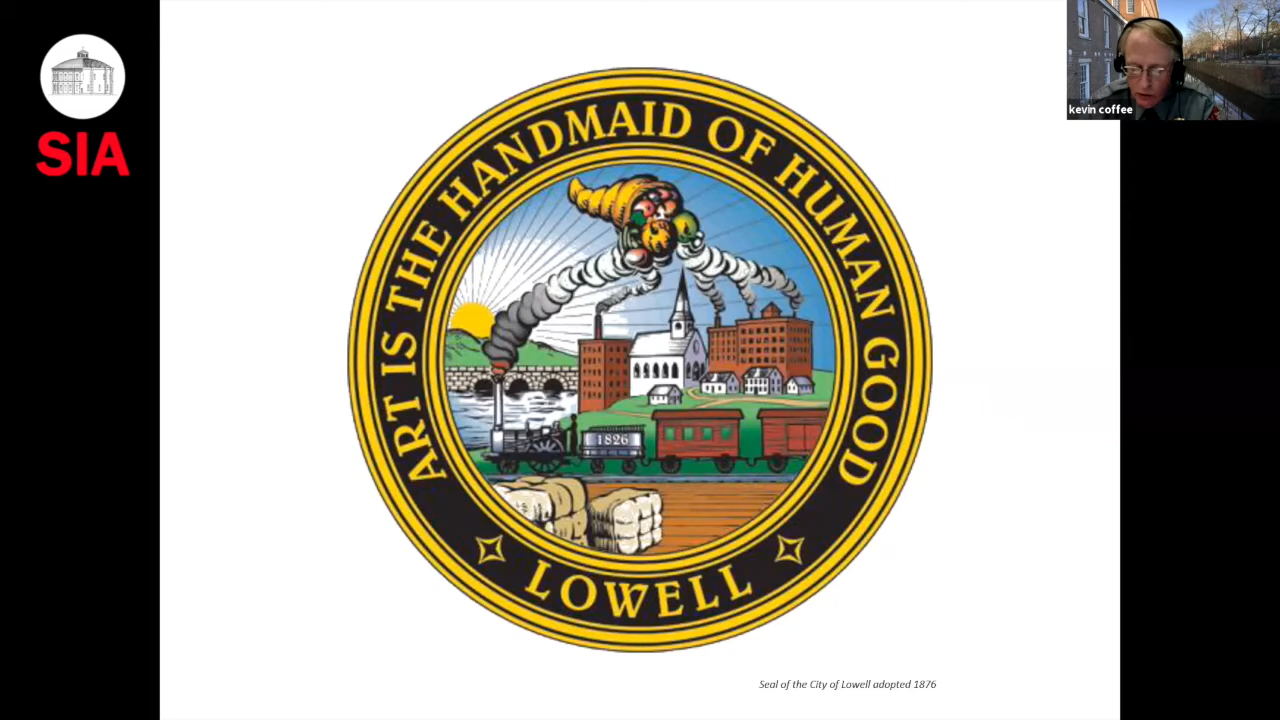 SIA
kevin coffee
ART IS THE HANDMAID OF HUMAN GOOD
1826
LOWELL
Seal of the City of Lowell adopted 1876